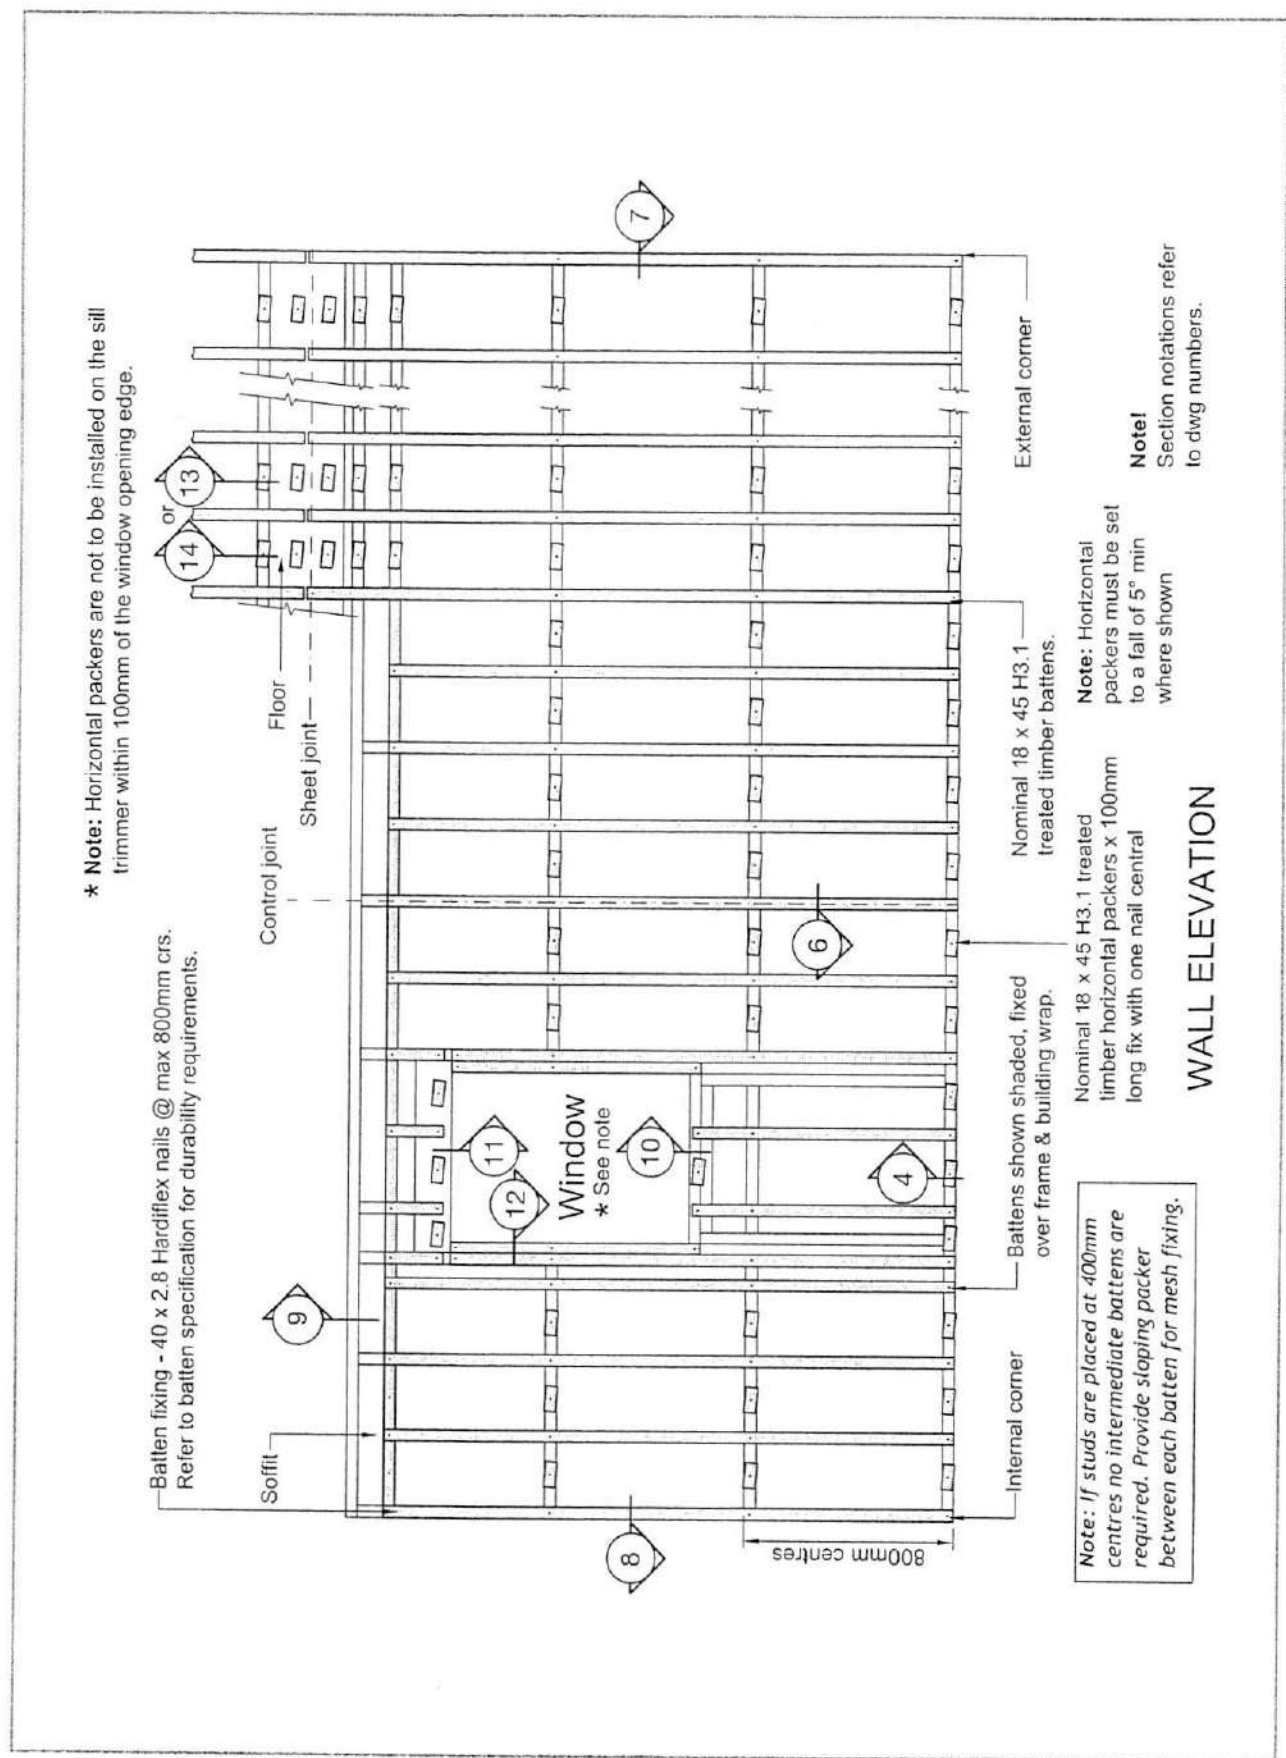 * Note: Horizontal packers are not to be installed on the sill
trimmer within 100mm of the window opening edge.
Batten fixing - 40 x 2.8 Hardiflex nails @ max 800mm crs.
Refer to batten specification for durability requirements.
Soffit
Control joint
Floor
Sheet joint
14
or
13
9
11
12
Window
* See note
10
8
7
6
4
800mm centres
Internal corner
Battens shown shaded, fixed
over frame & building wrap.
Nominal 18 x 45 H3.1
treated timber battens.
External corner
Note: If studs are placed at 400mm
centres no intermediate battens are
required. Provide sloping packer
between each batten for mesh fixing.
Nominal 18 x 45 H3.1 treated
timber horizontal packers x 100mm
long fix with one nail central
Note: Horizontal
packers must be set
to a fall of 5° min
where shown
Note!
Section notations refer
to dwg numbers.
WALL ELEVATION